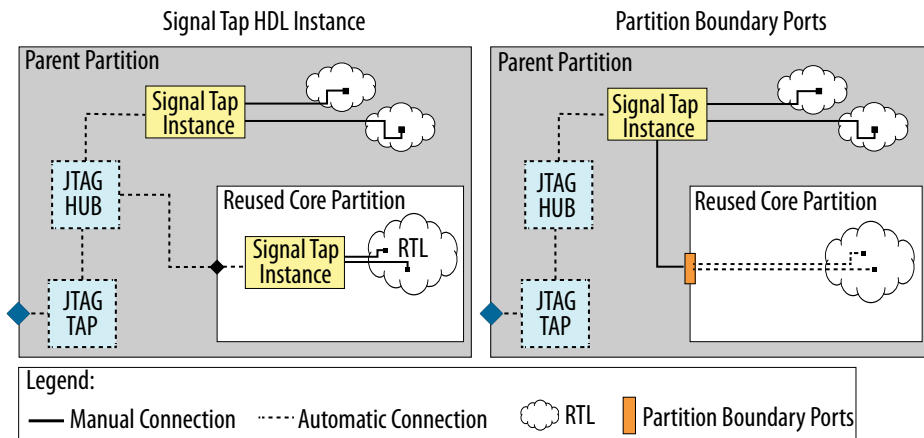 Signal Tap HDL Instance
Parent Partition
Signal Tap
Instance
JTAG
HUB
Reused Core Partition
Signal Tap
Instance
RTL
JTAG
TAP
Partition Boundary Ports
Parent Partition
Signal Tap
Instance
JTAG
HUB
Reused Core Partition
JTAG
TAP
Legend:
Manual Connection
Automatic Connection
RTL
Partition Boundary Ports